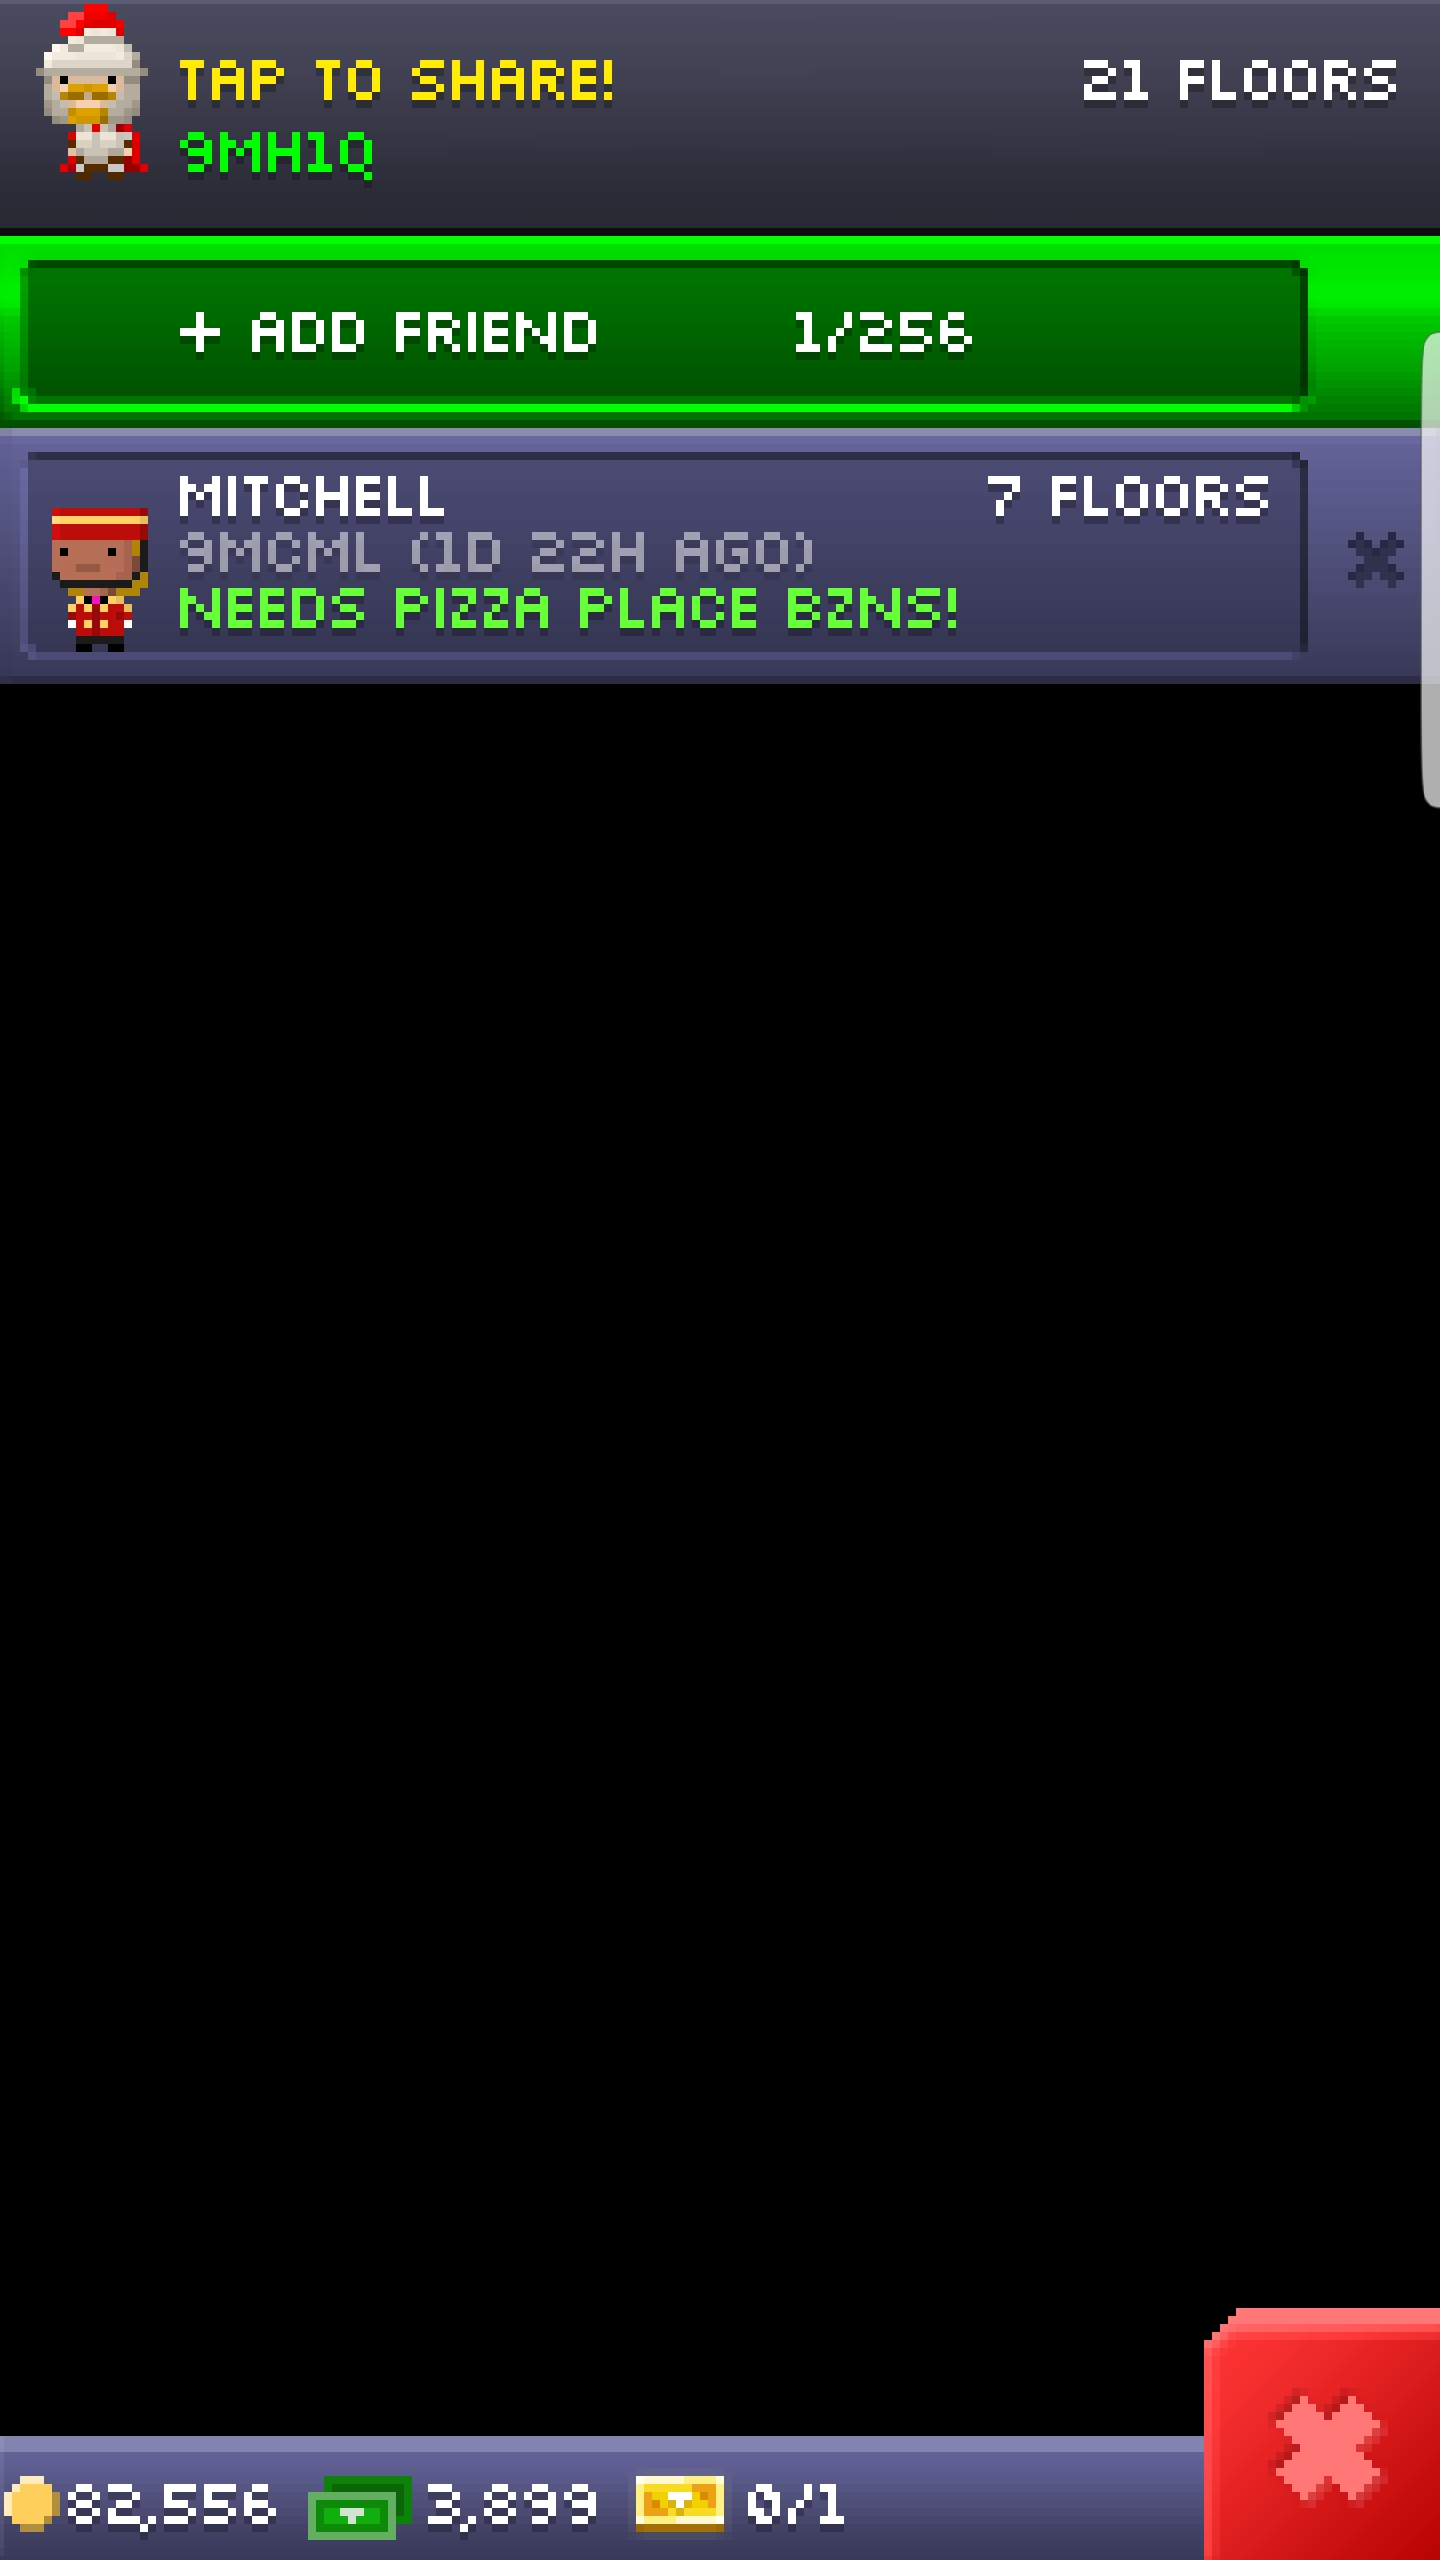 TAP TO SHARE!
21 FLOORS
9MH1Q
+ ADD FRIEND 1/256
MITCHELL 7 FLOORS
9MCML (1D 22H AGO)
NEEDS PIZZA PLACE BZNS!
82,556 3,899 0/1